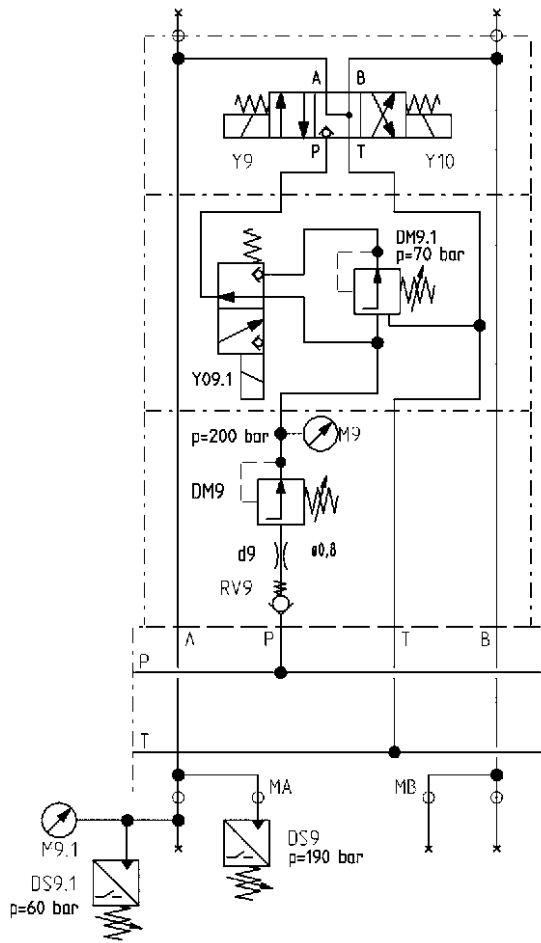 A B
Y9 P T Y10
DM9.1
p=70 bar
Y09.1
p=200 bar M9
DM9
d9 ø0,8
RV9
A P T B
P
T
MA MB
M9.1
DS9
p=190 bar
DS9.1
p=60 bar